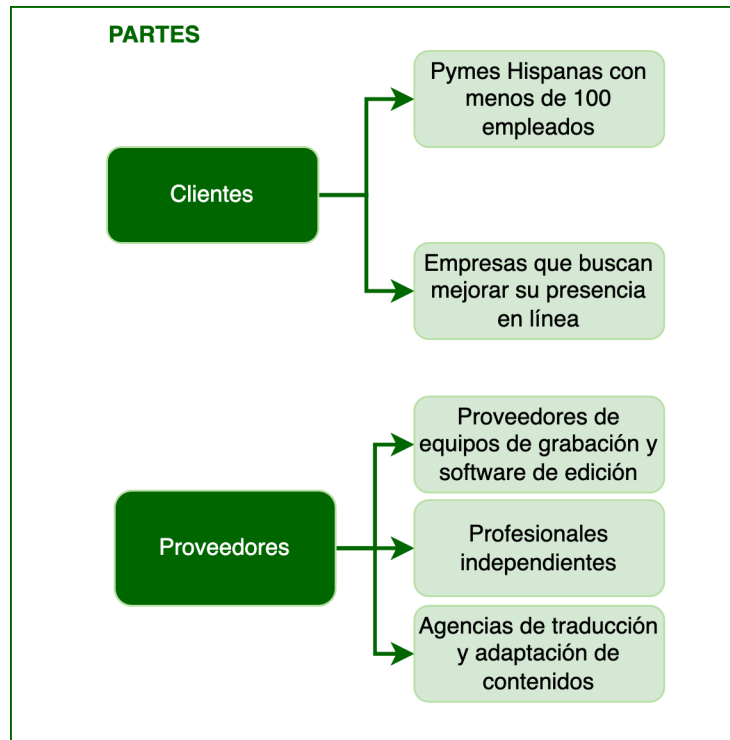 PARTES
Pymes Hispanas con
menos de 100
empleados
Clientes
Empresas que buscan
mejorar su presencia
en línea
Proveedores de
equipos de grabación y
software de edición
Proveedores
Profesionales
independientes
Agencias de traducción
y adaptación de
contenidos